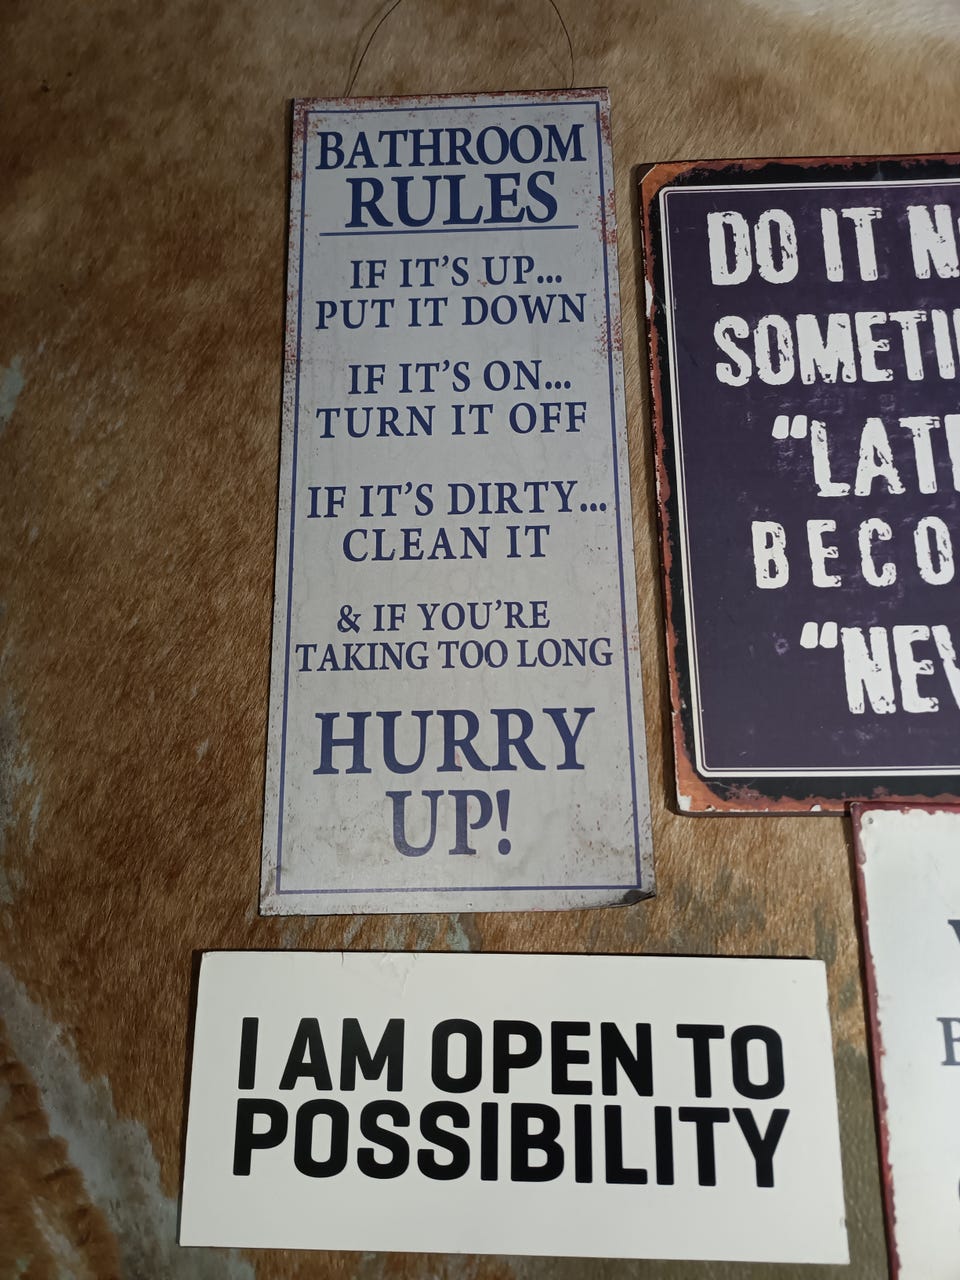 BATHROOM
RULES
IF IT'S UP...
PUT IT DOWN
IF IT'S ON...
TURN IT OFF
IF IT'S DIRTY...
CLEAN IT
& IF YOU'RE
TAKING TOO LONG
HURRY
UP!
DO IT
I AM OPEN TO
POSSIBILITY